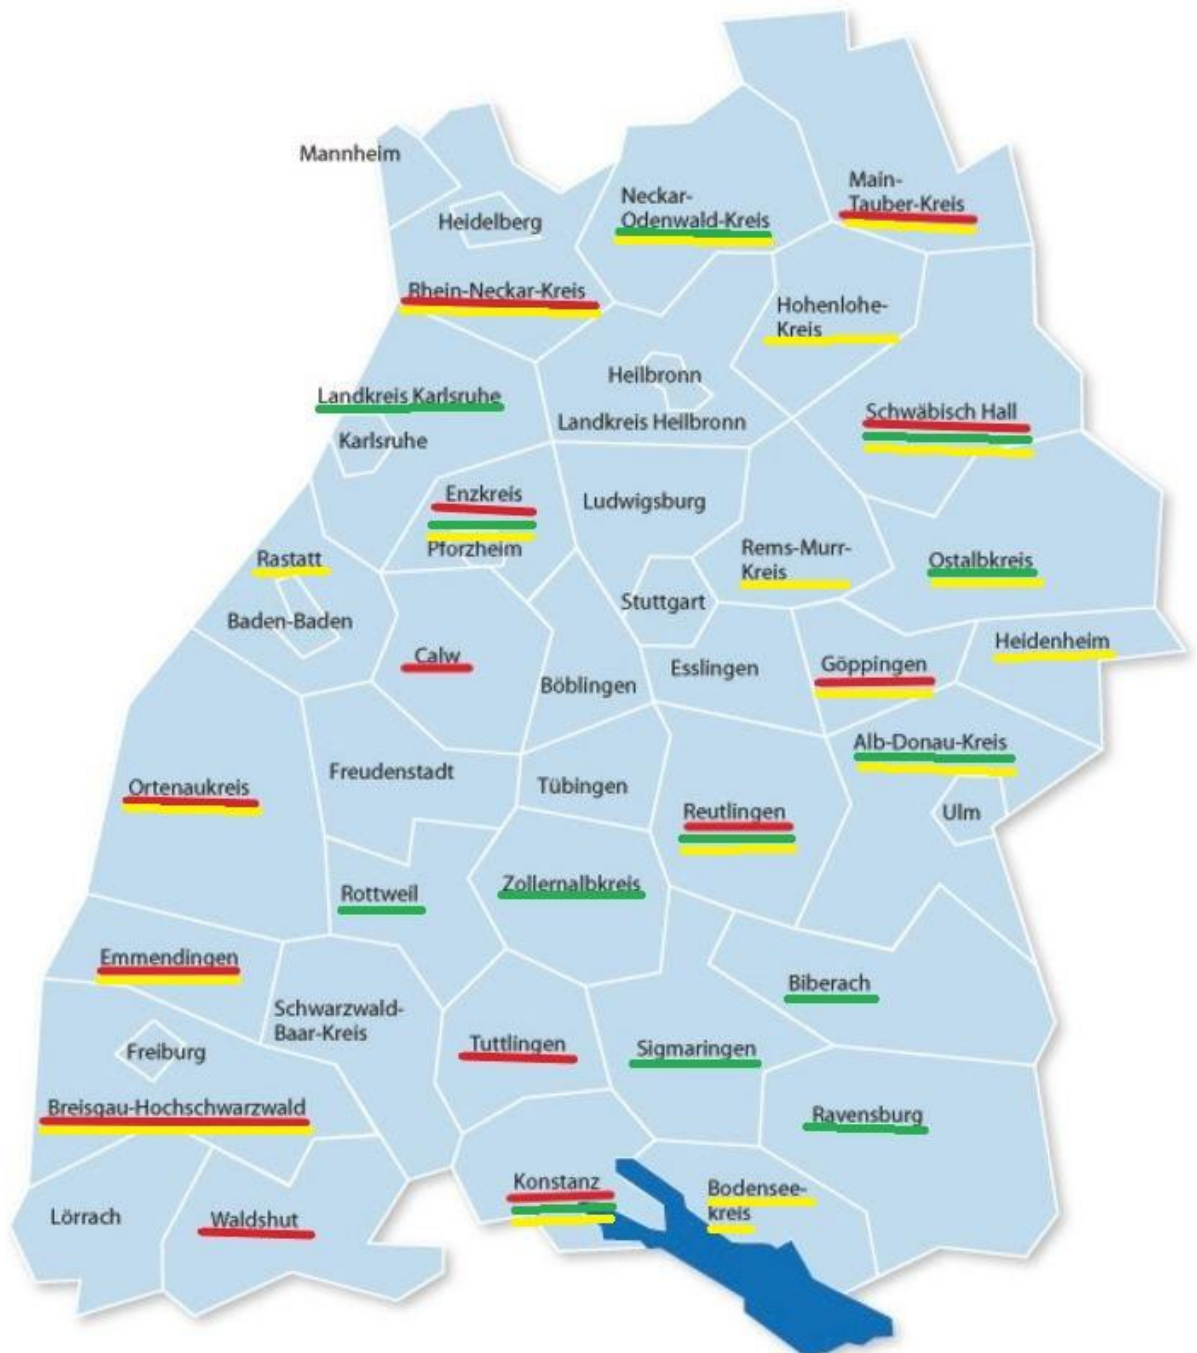 Mannheim
Heidelberg
Neckar-
Odenwald-Kreis
Main-
Tauber-Kreis
Rhein-Neckar-Kreis
Hohenlohe-
Kreis
Heilbronn
Landkreis Karlsruhe
Landkreis Heilbronn
Schwäbisch Hall
Karlsruhe
Enzkreis
Ludwigsburg
Pforzheim
Rems-Murr-
Kreis
Rastatt
Ostalbkreis
Stuttgart
Baden-Baden
Heidenheim
Calw
Esslingen
Göppingen
Böblingen
Alb-Donau-Kreis
Freudenstadt
Ortenaukreis
Tübingen
Reutlingen
Ulm
Rottweil
Zollernalbkreis
Emmendingen
Biberach
Schwarzwald-
Baar-Kreis
Freiburg
Tuttlingen
Sigmaringen
Breisgau-Hochschwarzwald
Ravensburg
Konstanz
Bodensee-
kreis
Lörrach
Waldshut